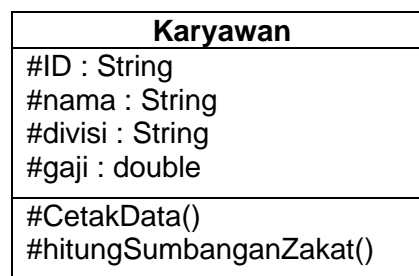 Karyawan
#ID : String
#nama : String
#divisi : String
#gaji : double
#CetakData()
#hitungSumbanganZakat()